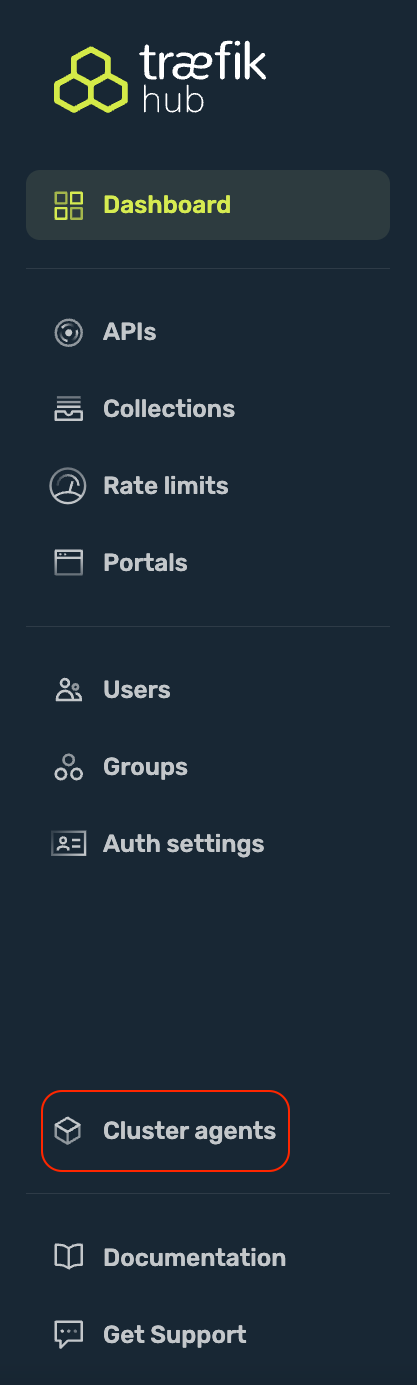 træfik
hub
Dashboard
APIs
Collections
Rate limits
Portals
Users
Groups
Auth settings
Cluster agents
Documentation
Get Support